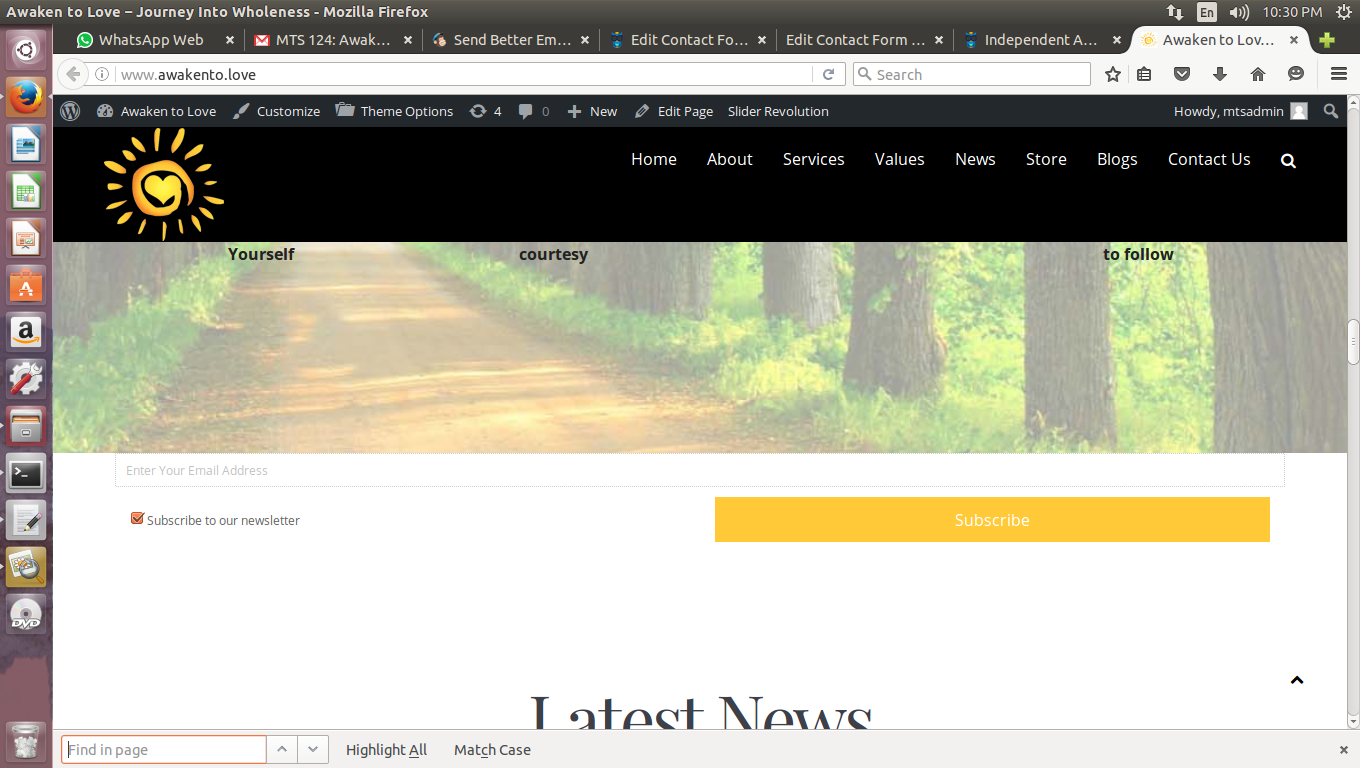 Awaken to Love – Journey Into Wholeness - Mozilla Firefox
En
10:30 PM
WhatsApp Web
MTS 124: Awak...
Send Better Em...
Edit Contact Fo...
Edit Contact Form ...
Independent A...
Awaken to Lov...
www.awakento.love
Search
Awaken to Love
Customize
Theme Options
4
0
New
Edit Page
Slider Revolution
Howdy, mtsadmin
Home
About
Services
Values
News
Store
Blogs
Contact Us
Yourself
courtesy
to follow
Enter Your Email Address
Subscribe to our newsletter
Subscribe
Latest News
Find in page
Highlight All
Match Case
DVD